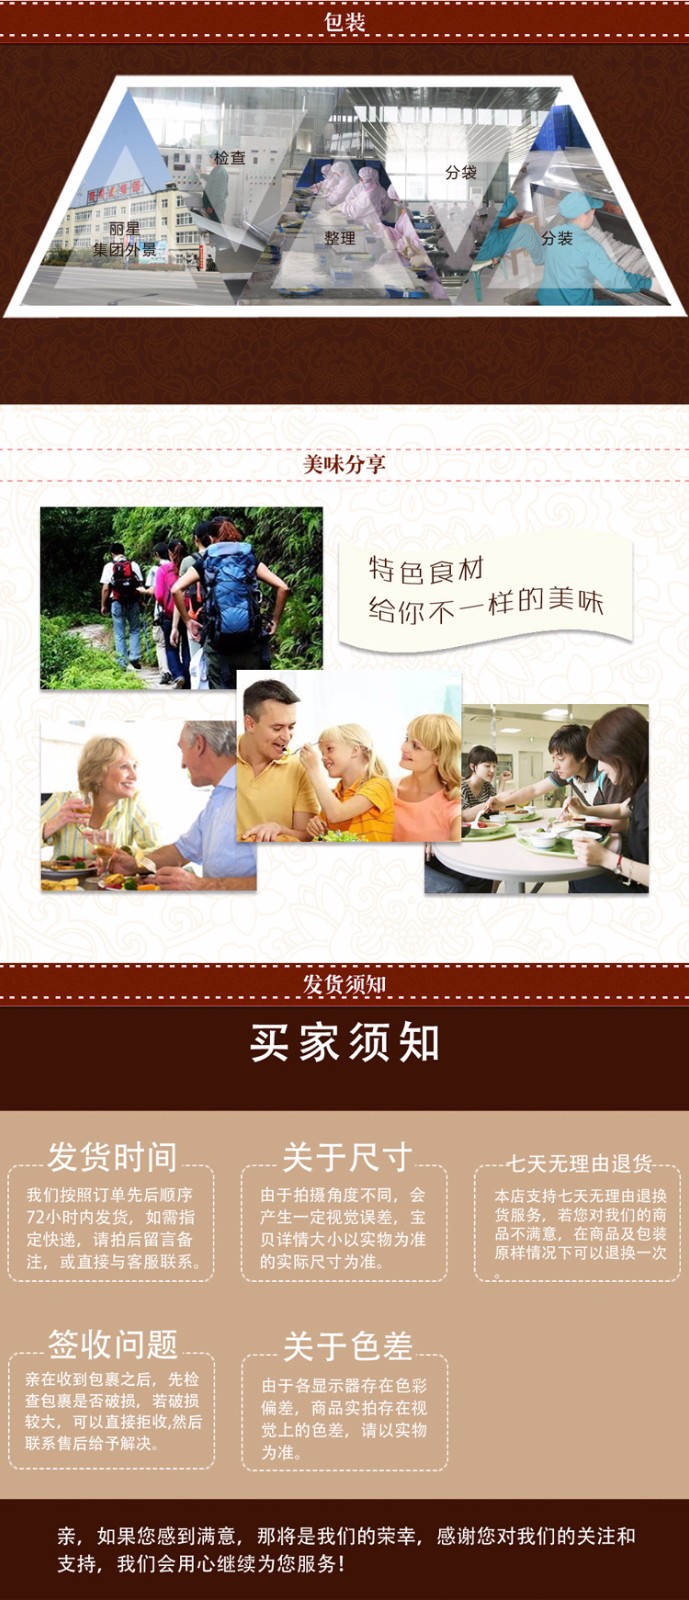 包装
检查
分袋
丽星
集团外景
整理
分装
美味分享
特色食材
给你不一样的美味
发货须知
买家须知
发货时间
我们按照订单先后顺序
72小时内发货，如需指
定快递，请拍后留言备
注，或直接与客服联系。
关于尺寸
由于拍摄角度不同，会
产生一定视觉误差，宝
贝详情大小以实物为准
的实际尺寸为准。
七天无理由退货
本店支持七天无理由退换
货服务，若您对我们的商
品不满意，在商品及包装
原样情况下可以退换一次
。
签收问题
亲在收到包裹之后，先检
查包裹是否破损，若破损
较大，可以直接拒收,然后
联系售后给予解决。
关于色差
由于各显示器存在色彩
偏差，商品实拍存在视
觉上的色差，请以实物
为准。
亲，如果您感到满意，那将是我们的荣幸，感谢您对我们的关注和
支持，我们会用心继续为您服务！